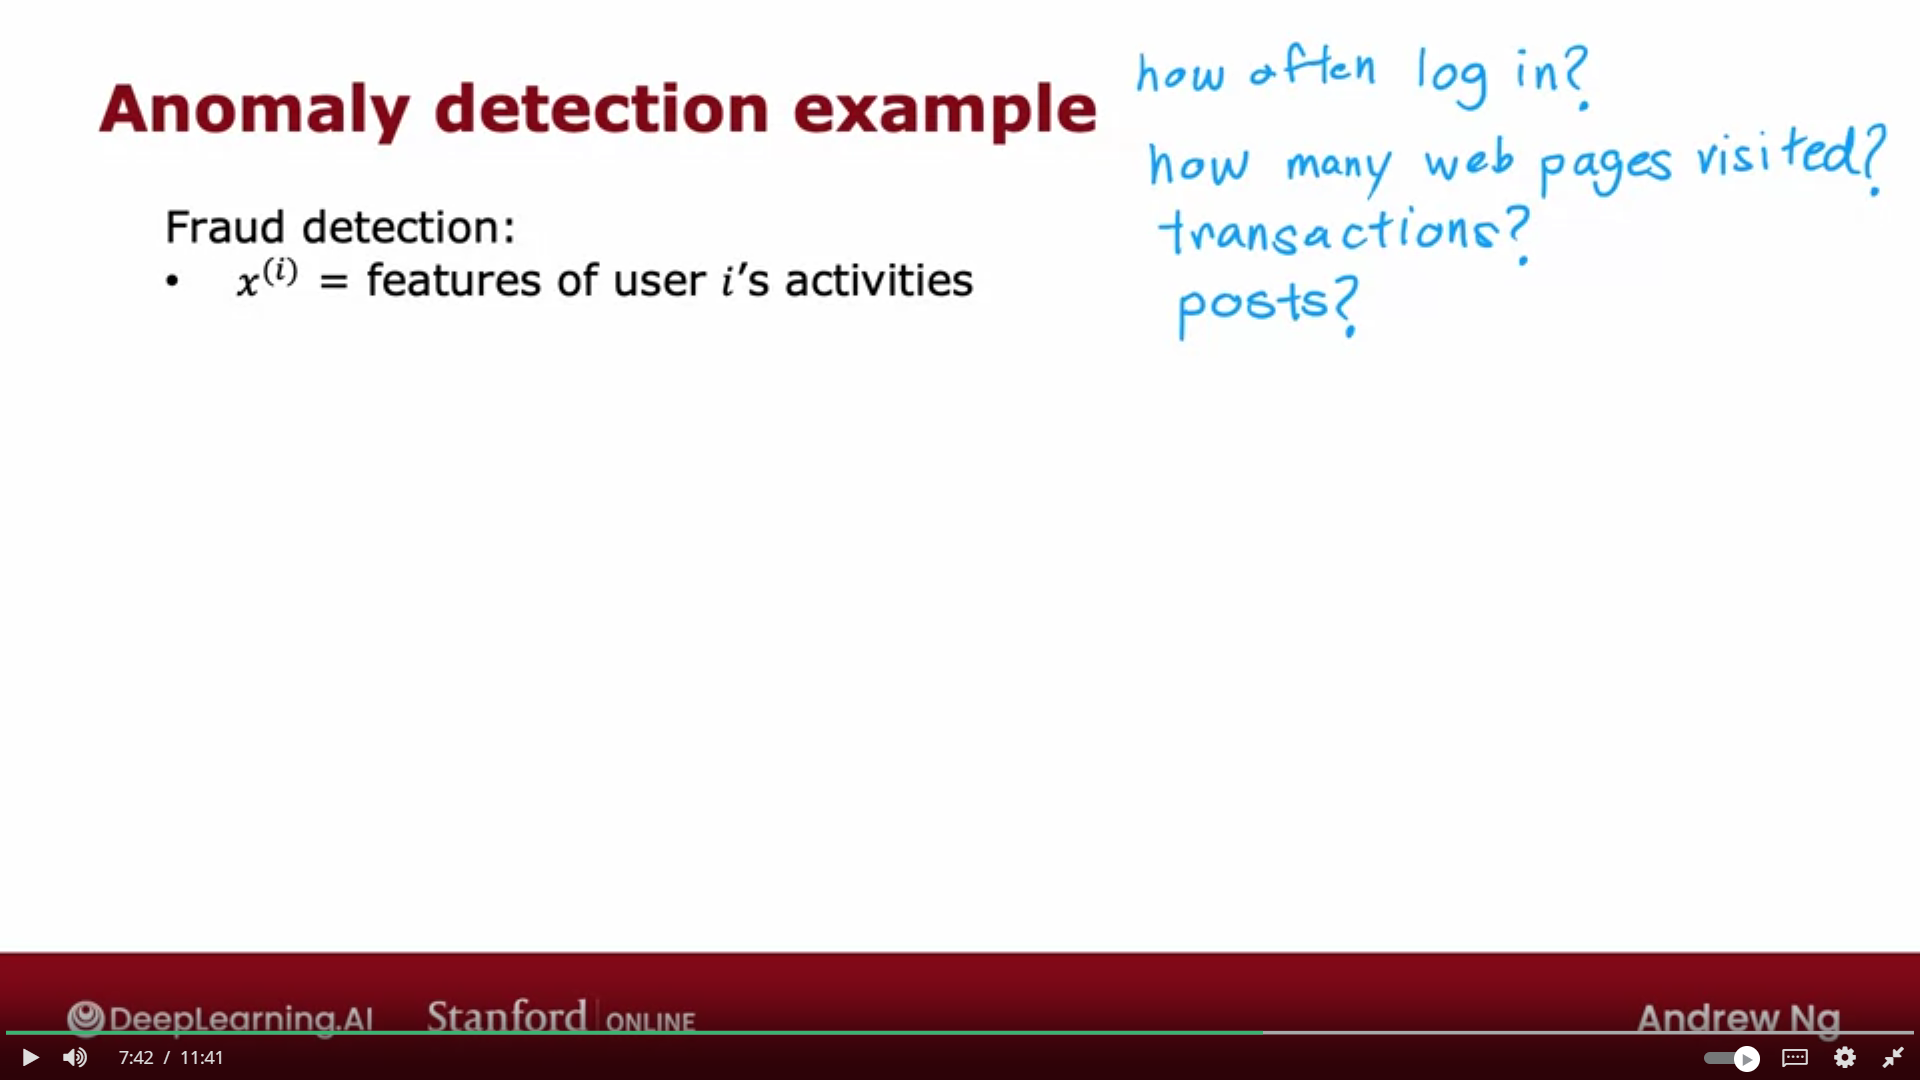 Anomaly detection example
how often log in?
how many web pages visited?
transactions?
posts?
Fraud detection:
• x^(i) = features of user i's activities
DeepLearning.AI
Stanford | ONLINE
Andrew Ng
7:42 / 11:41